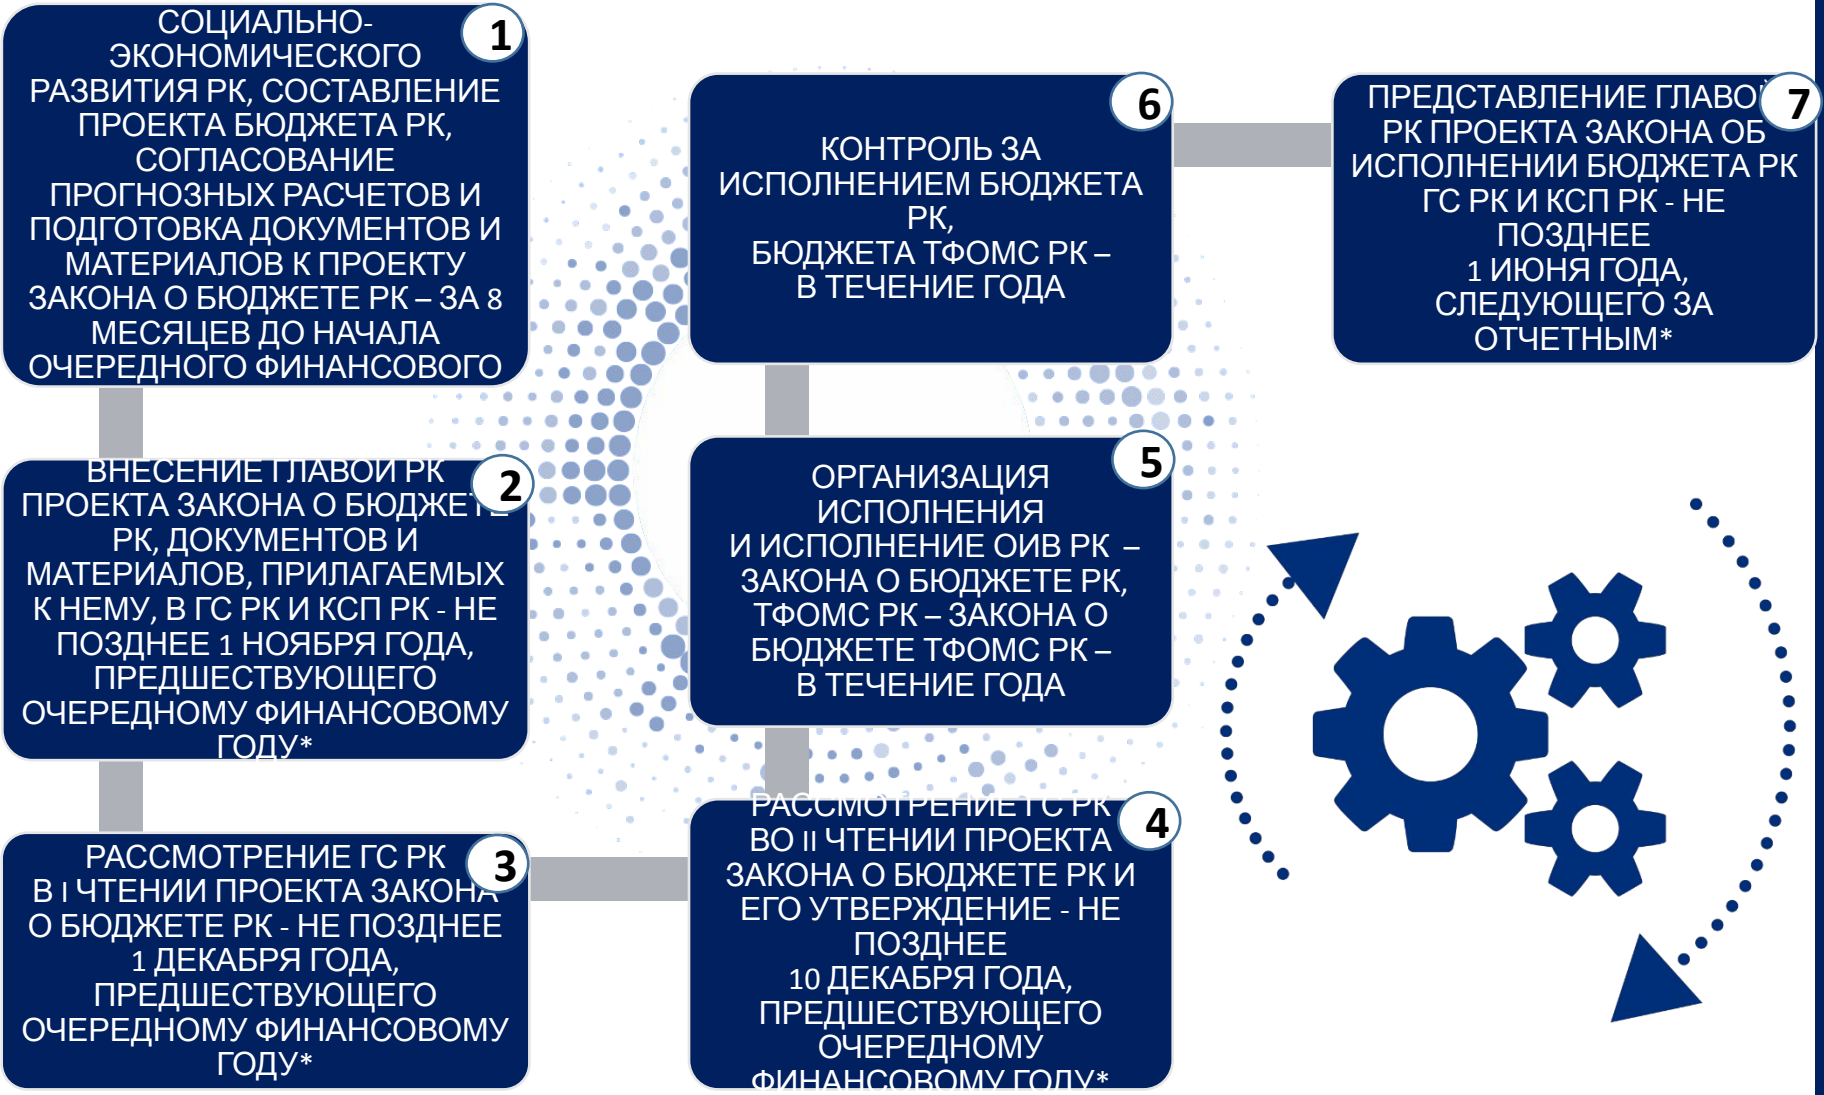 1
СОЦИАЛЬНО-
ЭКОНОМИЧЕСКОГО
РАЗВИТИЯ РК, СОСТАВЛЕНИЕ
ПРОЕКТА БЮДЖЕТА РК,
СОГЛАСОВАНИЕ
ПРОГНОЗНЫХ РАСЧЕТОВ И
ПОДГОТОВКА ДОКУМЕНТОВ И
МАТЕРИАЛОВ К ПРОЕКТУ
ЗАКОНА О БЮДЖЕТЕ РК – ЗА 8
МЕСЯЦЕВ ДО НАЧАЛА
ОЧЕРЕДНОГО ФИНАНСОВОГО
2
ВНЕСЕНИЕ ГЛАВОЙ РК
ПРОЕКТА ЗАКОНА О БЮДЖЕТЕ
РК, ДОКУМЕНТОВ И
МАТЕРИАЛОВ, ПРИЛАГАЕМЫХ
К НЕМУ, В ГС РК И КСП РК - НЕ
ПОЗДНЕЕ 1 НОЯБРЯ ГОДА,
ПРЕДШЕСТВУЮЩЕГО
ОЧЕРЕДНОМУ ФИНАНСОВОМУ
ГОДУ*
3
РАССМОТРЕНИЕ ГС РК
В I ЧТЕНИИ ПРОЕКТА ЗАКОНА
О БЮДЖЕТЕ РК - НЕ ПОЗДНЕЕ
1 ДЕКАБРЯ ГОДА,
ПРЕДШЕСТВУЮЩЕГО
ОЧЕРЕДНОМУ ФИНАНСОВОМУ
ГОДУ*
4
РАССМОТРЕНИЕ ГС РК
ВО II ЧТЕНИИ ПРОЕКТА
ЗАКОНА О БЮДЖЕТЕ РК И
ЕГО УТВЕРЖДЕНИЕ - НЕ
ПОЗДНЕЕ
10 ДЕКАБРЯ ГОДА,
ПРЕДШЕСТВУЮЩЕГО
ОЧЕРЕДНОМУ
ФИНАНСОВОМУ ГОДУ*
5
ОРГАНИЗАЦИЯ
ИСПОЛНЕНИЯ
И ИСПОЛНЕНИЕ ОИВ РК –
ЗАКОНА О БЮДЖЕТЕ РК,
ТФОМС РК – ЗАКОНА О
БЮДЖЕТЕ ТФОМС РК –
В ТЕЧЕНИЕ ГОДА
6
КОНТРОЛЬ ЗА
ИСПОЛНЕНИЕМ БЮДЖЕТА
РК,
БЮДЖЕТА ТФОМС РК –
В ТЕЧЕНИЕ ГОДА
7
ПРЕДСТАВЛЕНИЕ ГЛАВОЙ
РК ПРОЕКТА ЗАКОНА ОБ
ИСПОЛНЕНИИ БЮДЖЕТА РК
ГС РК И КСП РК - НЕ
ПОЗДНЕЕ
1 ИЮНЯ ГОДА,
СЛЕДУЮЩЕГО ЗА
ОТЧЕТНЫМ*